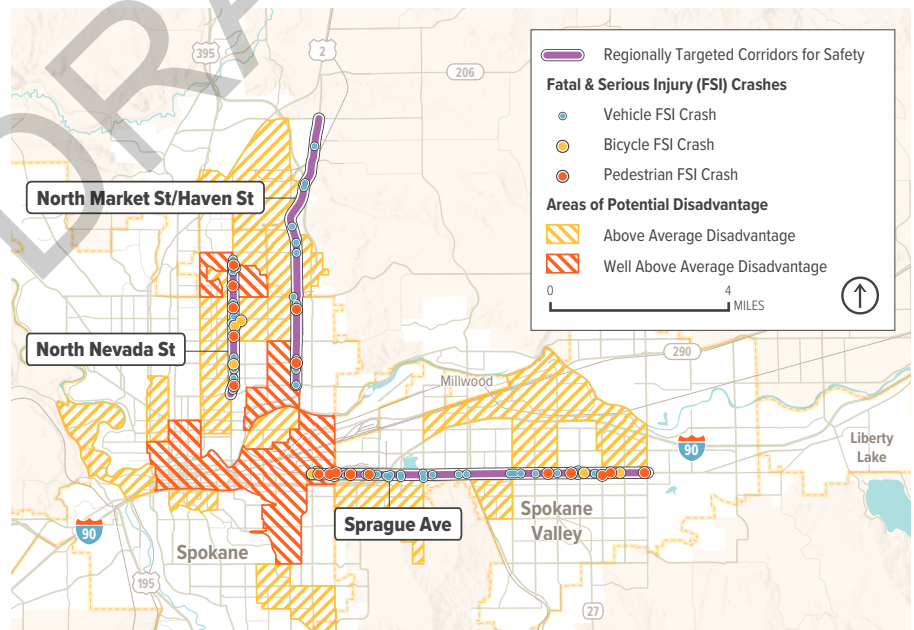 DRA
395
2
206
Regionally Targeted Corridors for Safety
Fatal & Serious Injury (FSI) Crashes
Vehicle FSI Crash
Bicycle FSI Crash
Pedestrian FSI Crash
Areas of Potential Disadvantage
Above Average Disadvantage
Well Above Average Disadvantage
0
4
MILES
North Market St/Haven St
North Nevada St
290
Millwood
90
Liberty
Lake
Sprague Ave
Spokane
Valley
90
Spokane
195
27